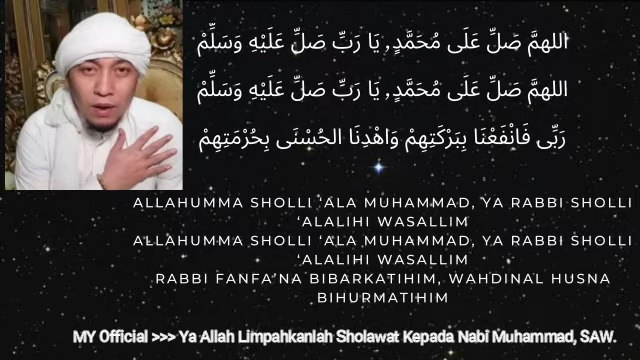 اللهمَّ صَلِّ عَلَى مُحَمَّدٍ, يَا رَبِّ صَلِّ عَلَيْهِ وَسَلِّمْ
اللهمَّ صَلِّ عَلَى مُحَمَّدٍ, يَا رَبِّ صَلِّ عَلَيْهِ وَسَلِّمْ
رَبِّى فَانْفَعْنَا بِبَرْكَتِهِمْ وَاهْدِنَا الحُسْنَى بِحُرْمَتِهِمْ
ALLAHUMMA SHOLLI ‘ALA MUHAMMAD, YA RABBI SHOLLI
‘ALALIHI WASALLIM
ALLAHUMMA SHOLLI ‘ALA MUHAMMAD, YA RABBI SHOLLI
‘ALALIHI WASALLIM
RABBI FANFA’NA BIBARKATIHIM, WAHDINAL HUSNA
BIHURMATIHIM
MY Official >>> Ya Allah Limpahkanlah Sholawat Kepada Nabi Muhammad, SAW.